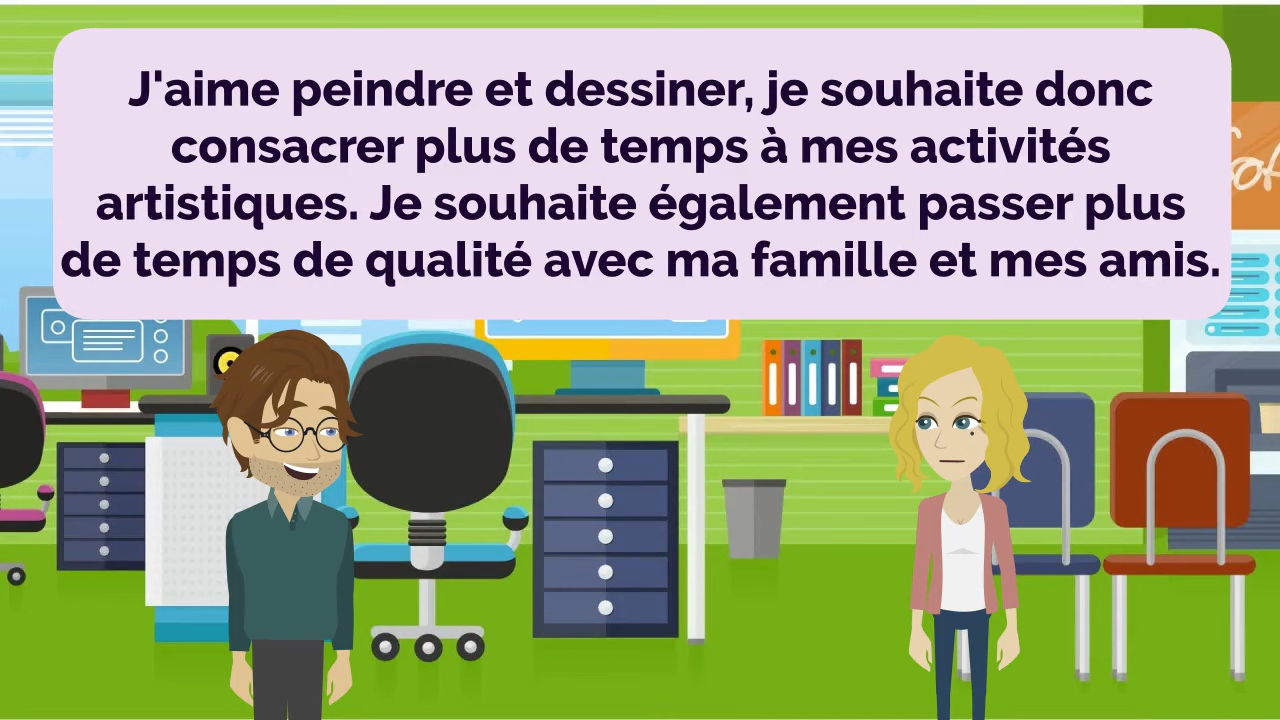 J'aime peindre et dessiner, je souhaite donc
consacrer plus de temps à mes activités
artistiques. Je souhaite également passer plus
de temps de qualité avec ma famille et mes amis.